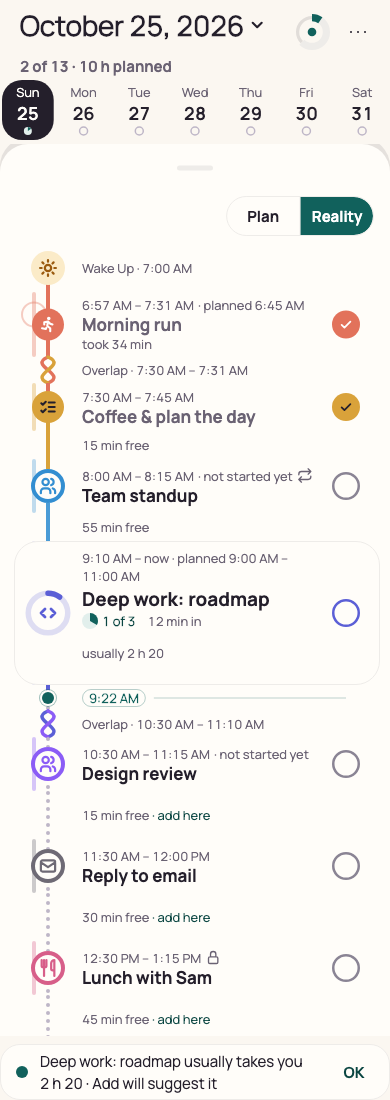 October 25, 2026
2 of 13 · 10 h planned
Sun Mon Tue Wed Thu Fri Sat
25 26 27 28 29 30 31
Plan Reality
Wake Up · 7:00 AM
6:57 AM – 7:31 AM · planned 6:45 AM
Morning run
took 34 min
Overlap · 7:30 AM – 7:31 AM
7:30 AM – 7:45 AM
Coffee & plan the day
15 min free
8:00 AM – 8:15 AM · not started yet
Team standup
55 min free
9:10 AM – now · planned 9:00 AM –
11:00 AM
Deep work: roadmap
1 of 3 12 min in
usually 2 h 20
9:22 AM
Overlap · 10:30 AM – 11:10 AM
10:30 AM – 11:15 AM · not started yet
Design review
15 min free · add here
11:30 AM – 12:00 PM
Reply to email
30 min free · add here
12:30 PM – 1:15 PM
Lunch with Sam
45 min free · add here
Deep work: roadmap usually takes you
2 h 20 · Add will suggest it
OK